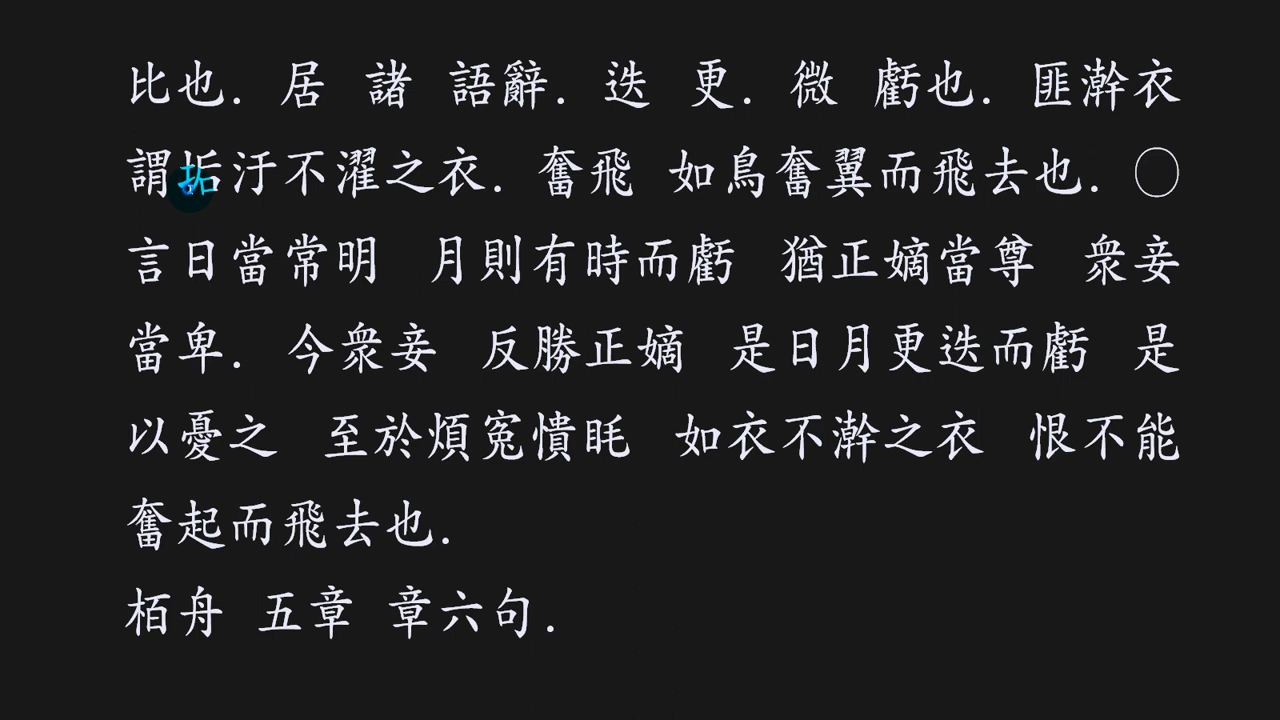 比也. 居 諸 語辭. 迭 更. 微 虧也. 匪澣衣
謂垢汙不濯之衣. 奮飛 如鳥奮翼而飛去也. ○
言日當常明 月則有時而虧 猶正嫡當尊 衆妾
當卑. 今衆妾 反勝正嫡 是日月更迭而虧 是
以憂之 至於煩寃憒眊 如衣不澣之衣 恨不能
奮起而飛去也.
栢舟 五章 章六句.